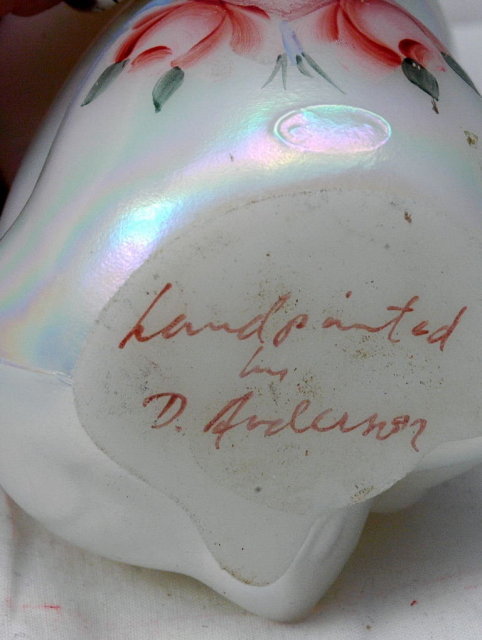 handpainted
by
D. Anderson